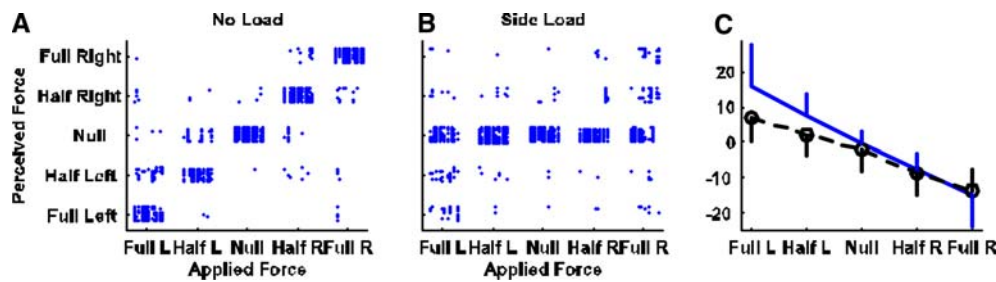 A No Load B Side Load C
Full Right
Half Right
Null
Half Left
Full Left
Perceived Force
Full L Half L Null Half R Full R
Applied Force
Full L Half L Null Half R Full R
Applied Force
20
10
0
-10
-20
Full L Half L Null Half R Full R